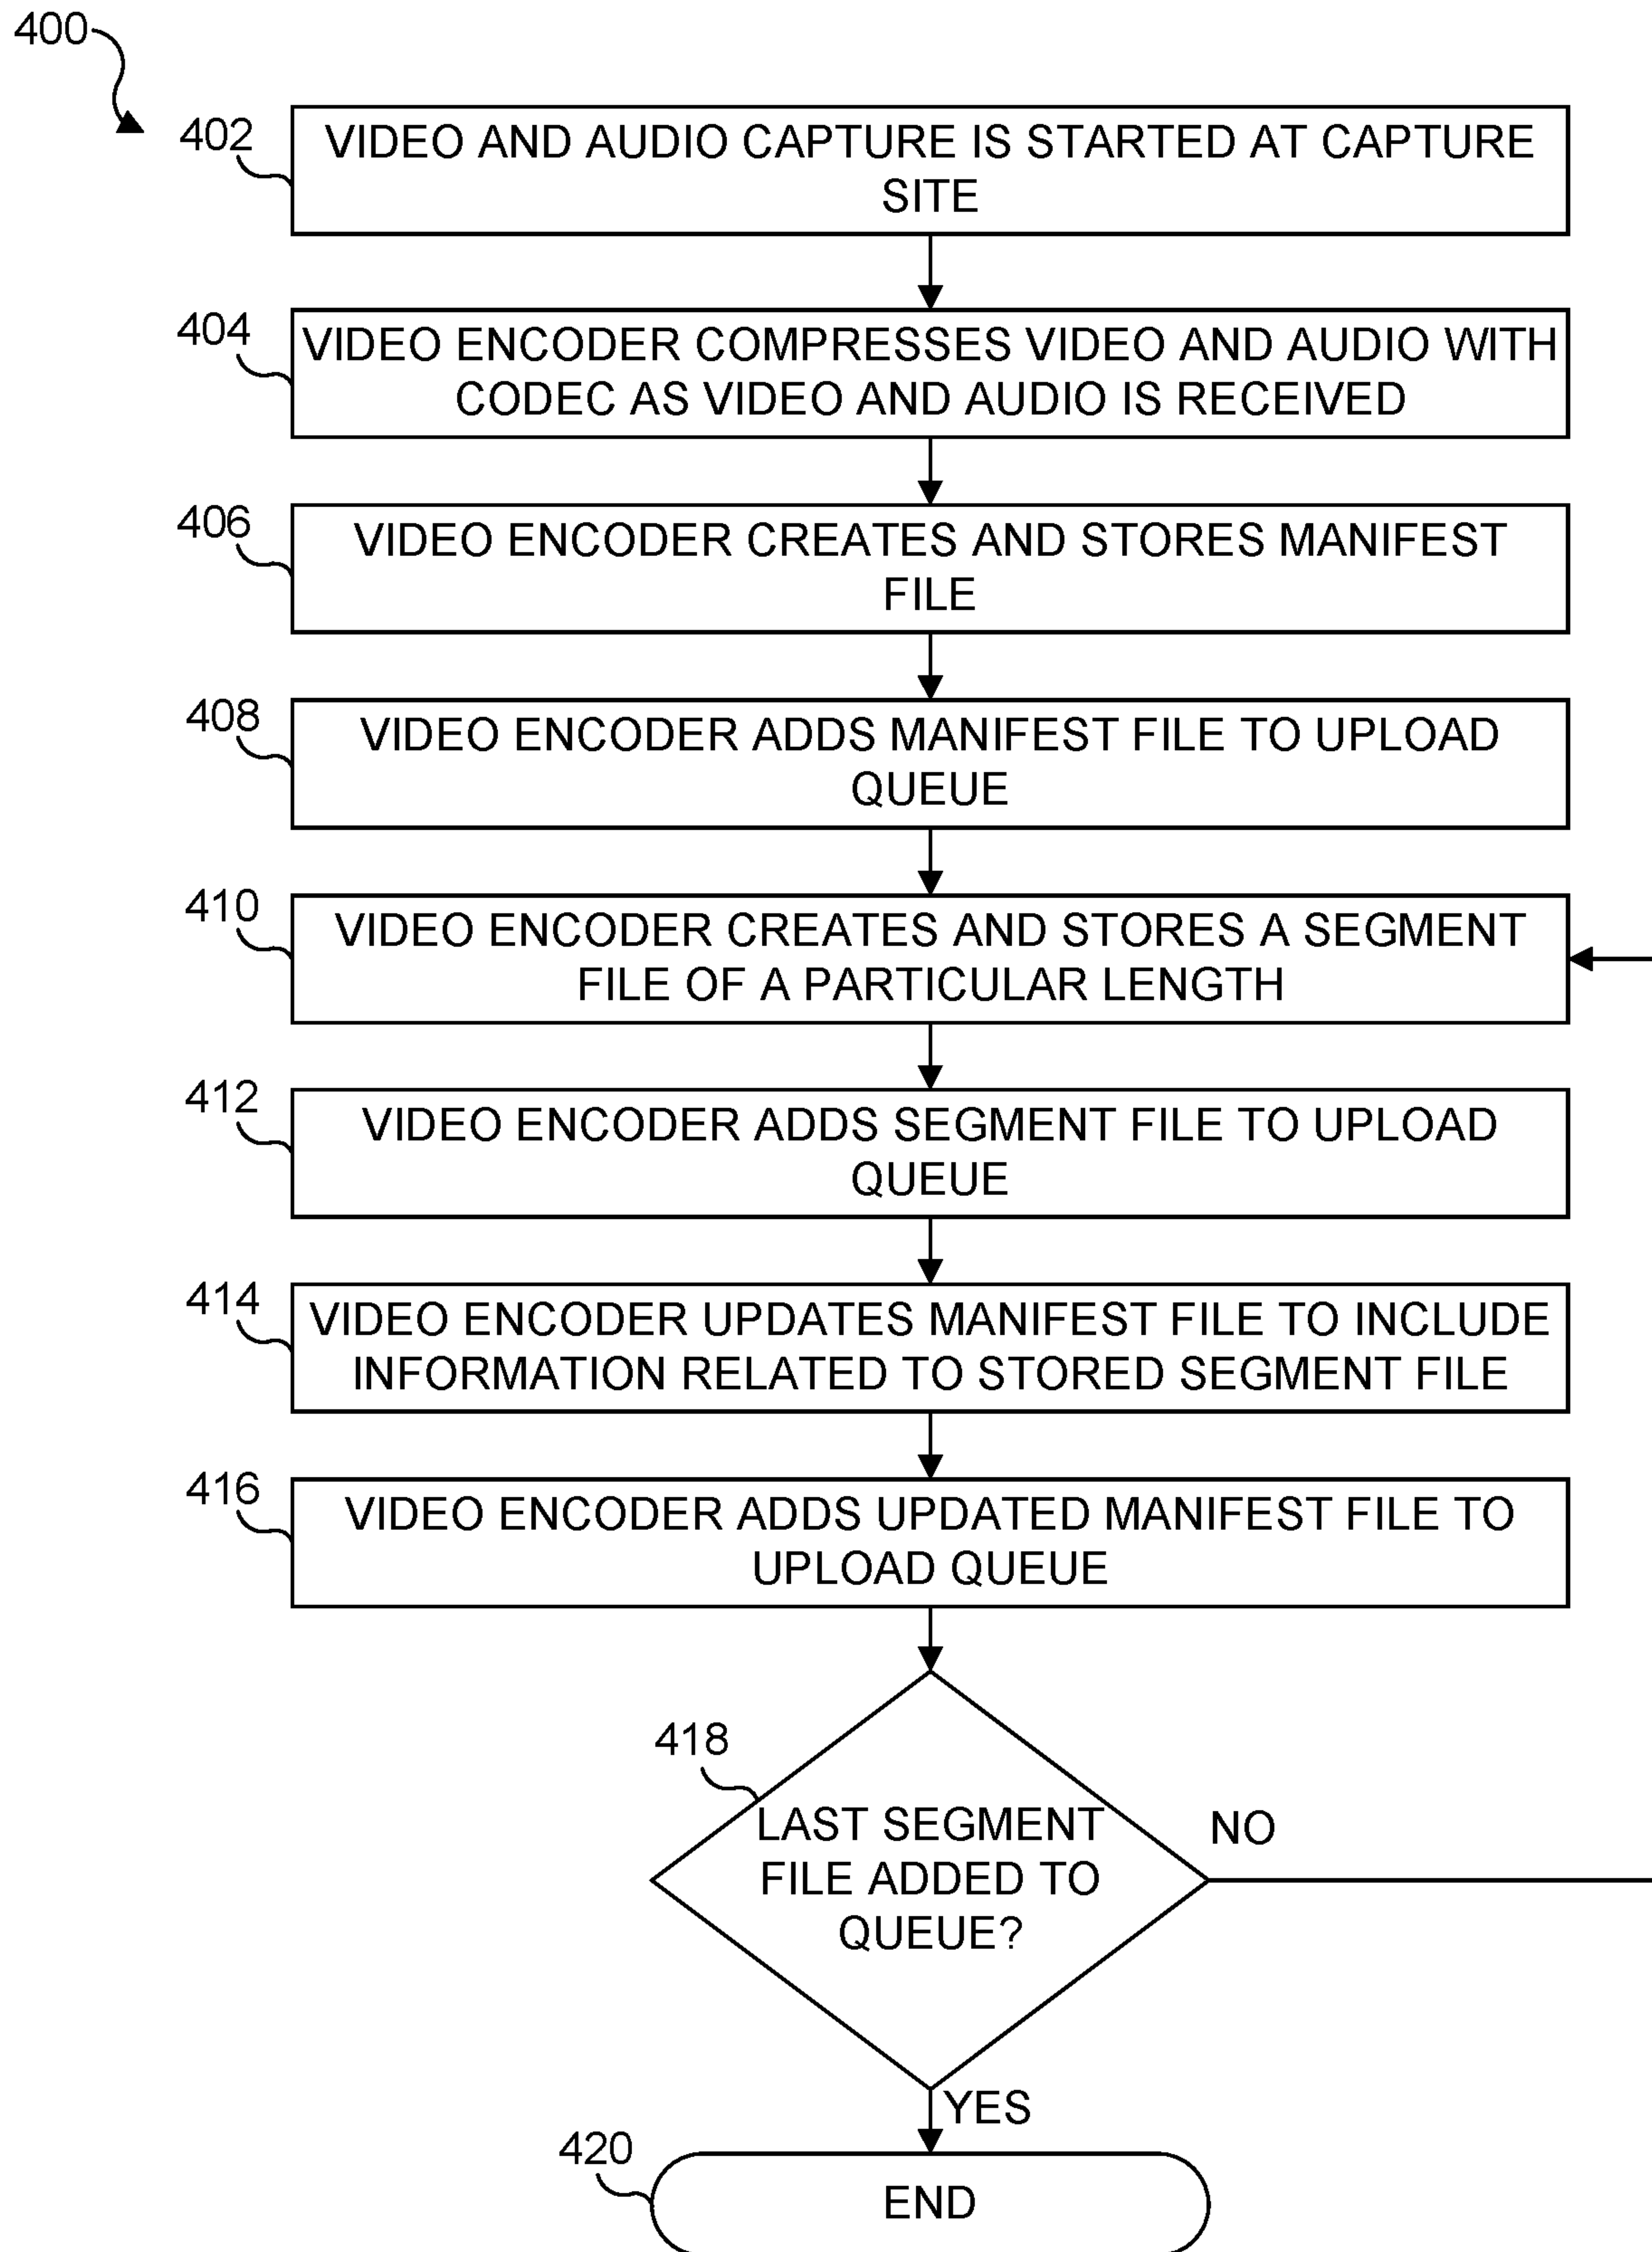 400
402
VIDEO AND AUDIO CAPTURE IS STARTED AT CAPTURE
SITE
404
VIDEO ENCODER COMPRESSES VIDEO AND AUDIO WITH
CODEC AS VIDEO AND AUDIO IS RECEIVED
406
VIDEO ENCODER CREATES AND STORES MANIFEST
FILE
408
VIDEO ENCODER ADDS MANIFEST FILE TO UPLOAD
QUEUE
410
VIDEO ENCODER CREATES AND STORES A SEGMENT
FILE OF A PARTICULAR LENGTH
412
VIDEO ENCODER ADDS SEGMENT FILE TO UPLOAD
QUEUE
414
VIDEO ENCODER UPDATES MANIFEST FILE TO INCLUDE
INFORMATION RELATED TO STORED SEGMENT FILE
416
VIDEO ENCODER ADDS UPDATED MANIFEST FILE TO
UPLOAD QUEUE
418
LAST SEGMENT
FILE ADDED TO
QUEUE?
NO
YES
420
END